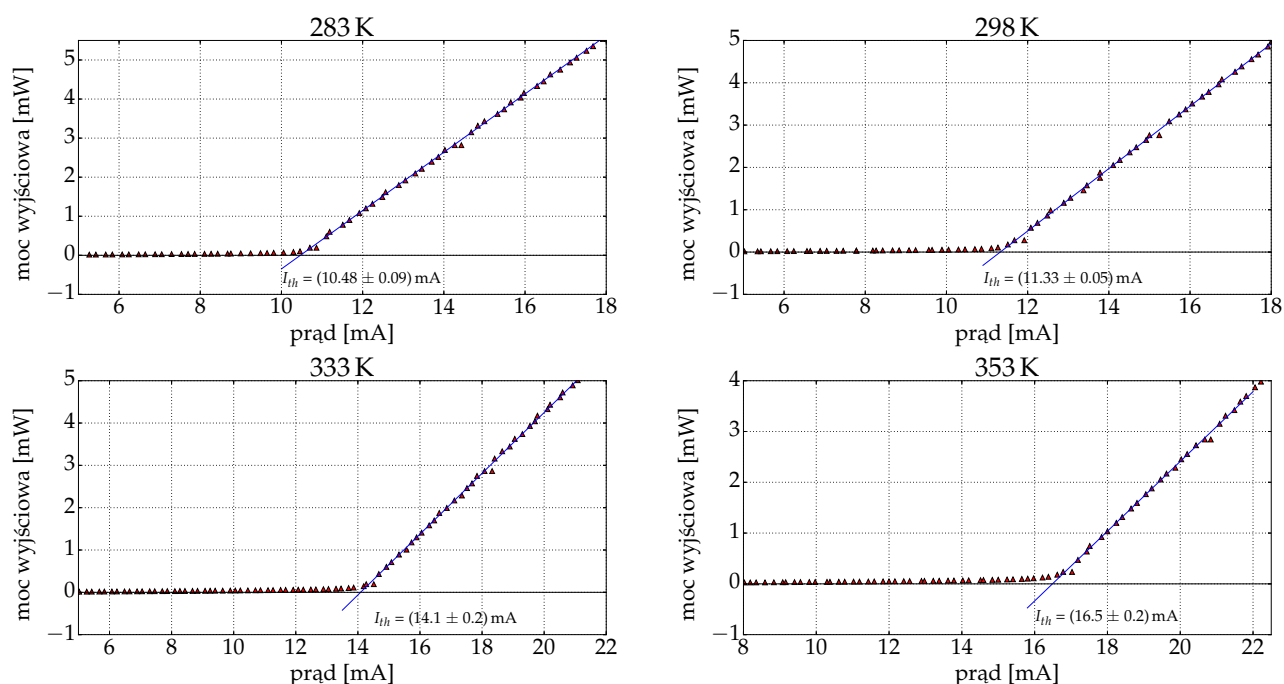 283 K
moc wyjściowa [mW]
5
4
3
2
1
0
−1
6 8 10 12 14 16 18
prąd [mA]
I_th = (10.48 ± 0.09) mA
298 K
moc wyjściowa [mW]
5
4
3
2
1
0
−1
6 8 10 12 14 16 18
prąd [mA]
I_th = (11.33 ± 0.05) mA
333 K
moc wyjściowa [mW]
5
4
3
2
1
0
−1
6 8 10 12 14 16 18 20 22
prąd [mA]
I_th = (14.1 ± 0.2) mA
353 K
moc wyjściowa [mW]
4
3
2
1
0
−1
8 10 12 14 16 18 20 22
prąd [mA]
I_th = (16.5 ± 0.2) mA